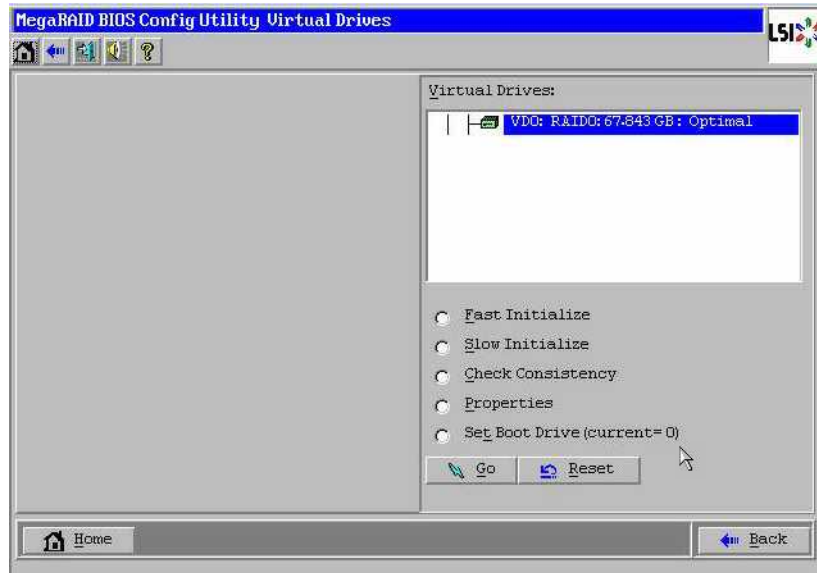 MegaRAID BIOS Config Utility Virtual Drives
LSI
Virtual Drives:
VD0: RAID0: 67.843 GB: Optimal
Fast Initialize
Slow Initialize
Check Consistency
Properties
Set Boot Drive (current= 0)
Go
Reset
Home
Back